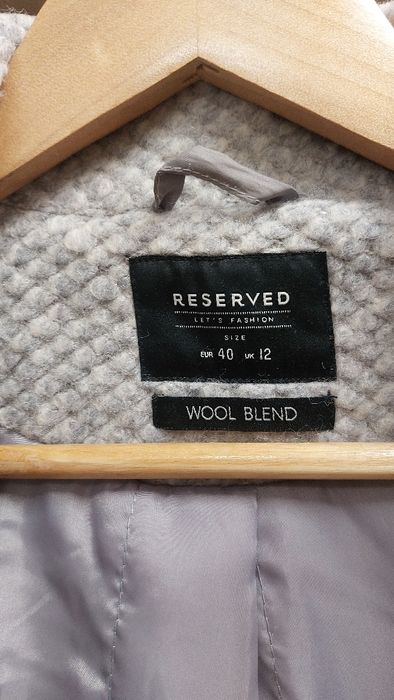 RESERVED
LET'S FASHION
SIZE
EUR 40 UK 12
WOOL BLEND